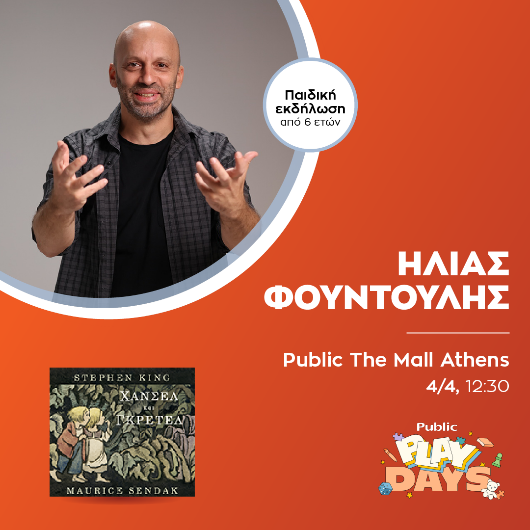 Παιδική
εκδήλωση
από 6 ετών
ΗΛΙΑΣ
ΦΟΥΝΤΟΥΛΗΣ
Public The Mall Athens
4/4, 12:30
STEPHEN KING
ΧΑΝΣΕΛ
και
ΓΚΡΕΤΕΛ
MAURICE SENDAK
Public
PLAY
DAYS